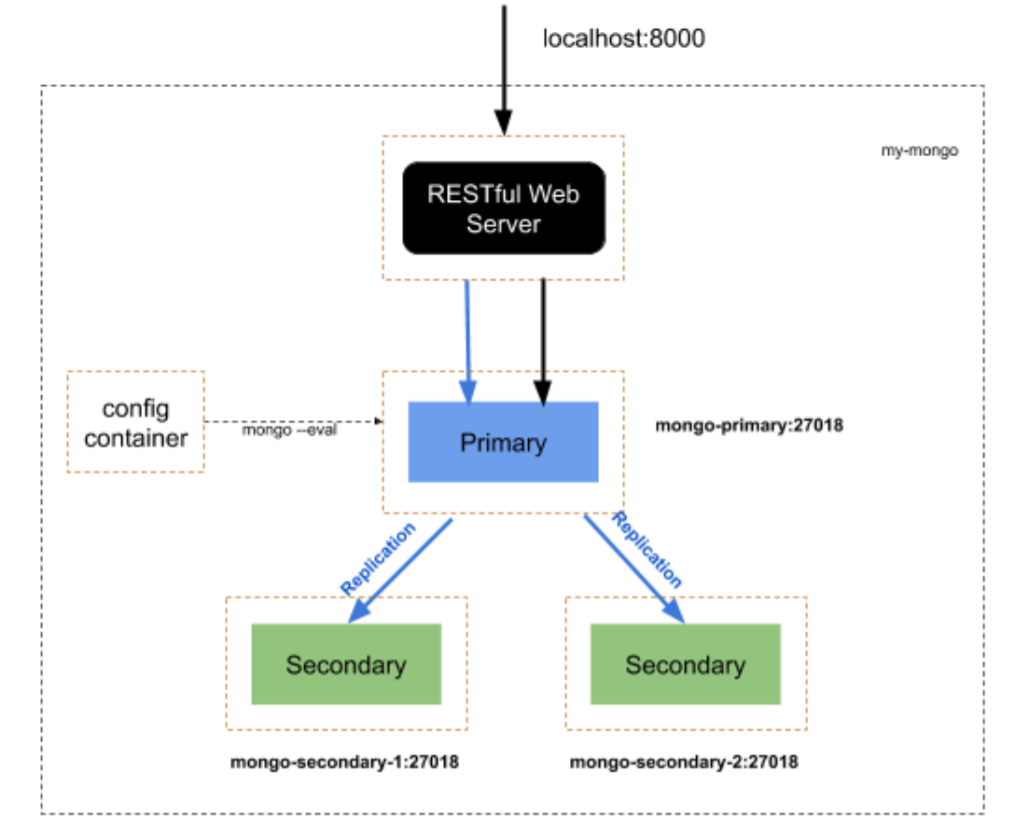 localhost:8000
my-mongo
RESTful Web
Server
config
container
mongo --eval
Primary
mongo-primary:27018
Replication
Replication
Secondary
Secondary
mongo-secondary-1:27018
mongo-secondary-2:27018